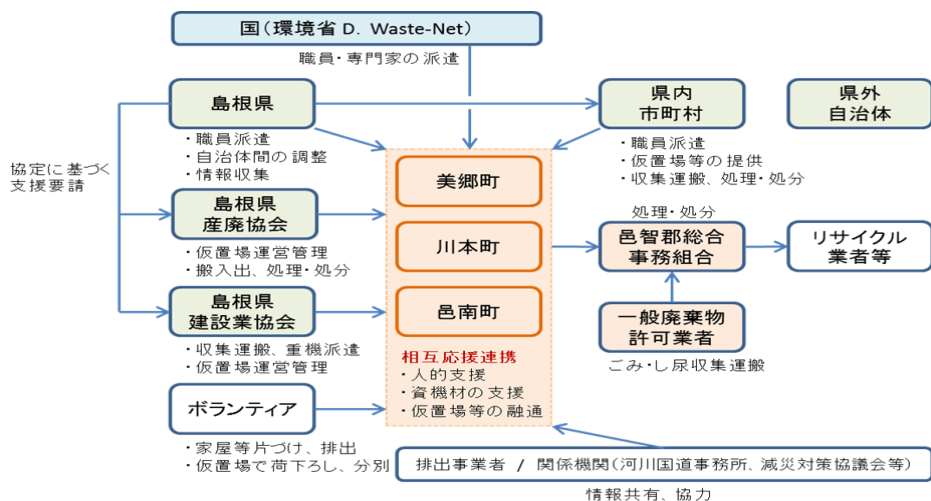 国（環境省 D. Waste-Net）
職員・専門家の派遣
島根県
・職員派遣
・自治体間の調整
・情報収集
県内
市町村
・職員派遣
・仮置場等の提供
・収集運搬、処理・処分
県外
自治体
協定に基づく
支援要請
島根県
産廃協会
・仮置場運営管理
・搬入出、処理・処分
島根県
建設業協会
・収集運搬、重機派遣
・仮置場運営管理
ボランティア
・家屋等片づけ、排出
・仮置場で荷下ろし、分別
美郷町
川本町
邑南町
相互応援連携
・人的支援
・資機材の支援
・仮置場等の融通
処理・処分
邑智郡総合
事務組合
リサイクル
業者等
一般廃棄物
許可業者
ごみ・し尿収集運搬
排出事業者 / 関係機関（河川国道事務所、減災対策協議会等）
情報共有、協力